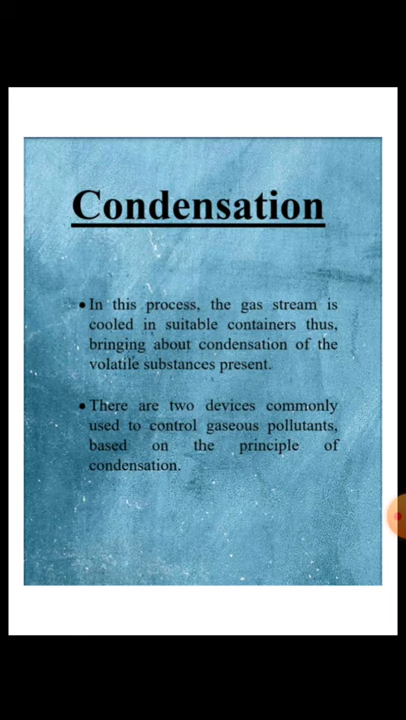 Condensation
• In this process, the gas stream is
cooled in suitable containers thus,
bringing about condensation of the
volatile substances present.
• There are two devices commonly
used to control gaseous pollutants,
based on the principle of
condensation.